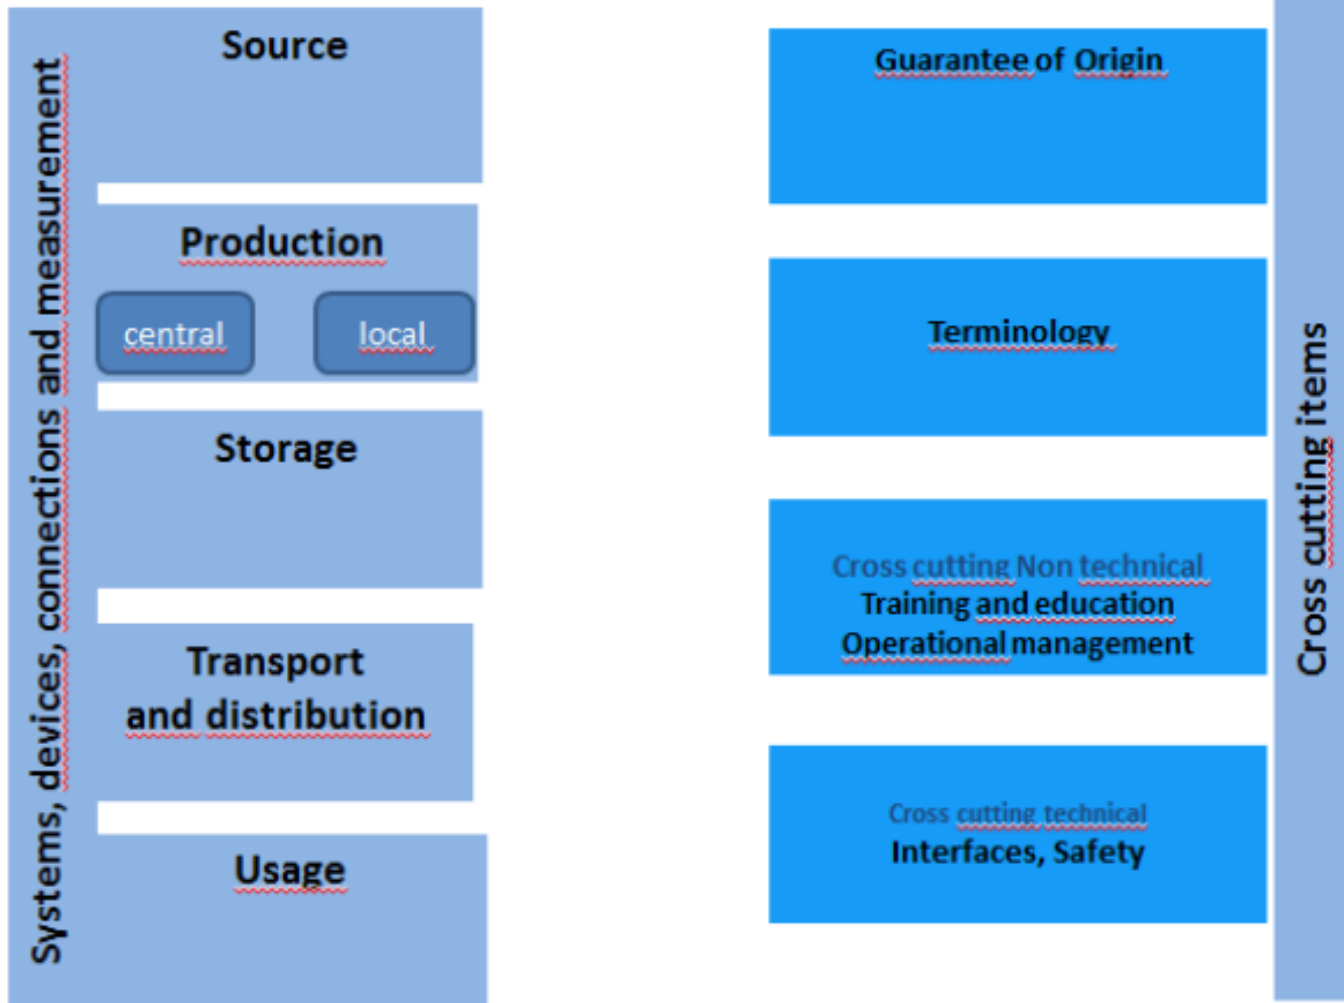 Systems, devices, connections and measurement
Source
Production
central
local
Storage
Transport
and distribution
Usage
Guarantee of Origin
Terminology
Cross cutting Non technical
Training and education
Operational management
Cross cutting technical
Interfaces, Safety
Cross cutting items